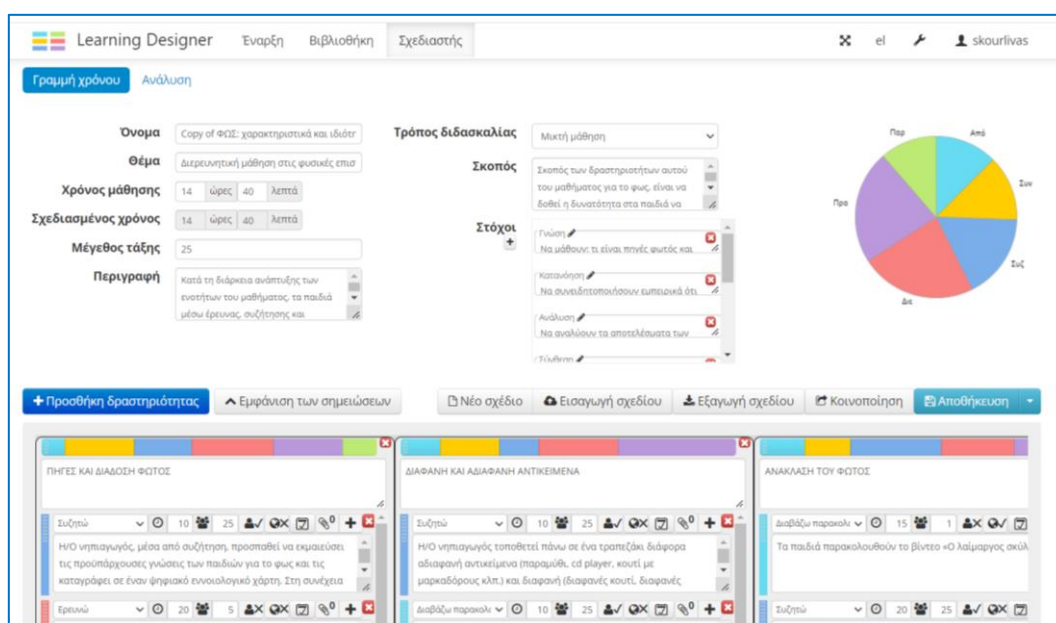 Learning Designer Έναρξη Βιβλιοθήκη Σχεδιαστής el skourlivas
Γραμμή χρόνου Ανάλυση
Όνομα Copy of ΦΩΣ: χαρακτηριστικά και ιδιότ
Θέμα Διερευνητική μάθηση στις φυσικές επισ
Χρόνος μάθησης 14 ώρες 40 λεπτά
Σχεδιασμένος χρόνος 14 ώρες 40 λεπτά
Μέγεθος τάξης 25
Περιγραφή Κατά τη διάρκεια ανάπτυξης των
ενοτήτων του μαθήματος, τα παιδιά
μέσω έρευνας, συζήτησης και
Τρόπος διδασκαλίας Μικτή μάθηση
Σκοπός Σκοπός των δραστηριοτήτων αυτού
του μαθήματος για το φως, είναι να
δοθεί η δυνατότητα στα παιδιά να
Στόχοι
Γνώση
Να μάθουν: τι είναι πηγές φωτός και
Κατανόηση
Να συνειδητοποιήσουν εμπειρικά ότι
Ανάλυση
Να αναλύουν τα αποτελέσματα των
Σύνθεση
Παρ Από
Προ Συν
Συζ
Δια
Προσθήκη δραστηριότητας Εμφάνιση των σημειώσεων Νέο σχέδιο Εισαγωγή σχεδίου Εξαγωγή σχεδίου Κοινοποίηση Αποθήκευση
ΠΗΓΕΣ ΚΑΙ ΔΙΑΔΟΣΗ ΦΩΤΟΣ
Συζητώ 10 25 0
Η/Ο νηπιαγωγός, μέσα από συζήτηση, προσπαθεί να εκμαιεύσει
τις προϋπάρχουσες γνώσεις των παιδιών για το φως και τις
καταγράφει σε έναν ψηφιακό εννοιολογικό χάρτη. Στη συνέχεια
Ερευνώ 20 5 0
ΔΙΑΦΑΝΗ ΚΑΙ ΑΔΙΑΦΑΝΗ ΑΝΤΙΚΕΙΜΕΝΑ
Συζητώ 10 25 0
Η/Ο νηπιαγωγός τοποθετεί πάνω σε ένα τραπεζάκι διάφορα
αδιαφανή αντικείμενα (παραμύθι, cd player, κουτί με
μαρκαδόρους κλπ.) και διαφανή (διαφανές κουτί, διαφανές
Διαβάζω παρακολ 10 25 0
ΑΝΑΚΛΑΣΗ ΤΟΥ ΦΩΤΟΣ
Διαβάζω παρακολ 15 1
Τα παιδιά παρακολουθούν το βίντεο «Ο λαίμαργος σκύλ
Συζητώ 20 25